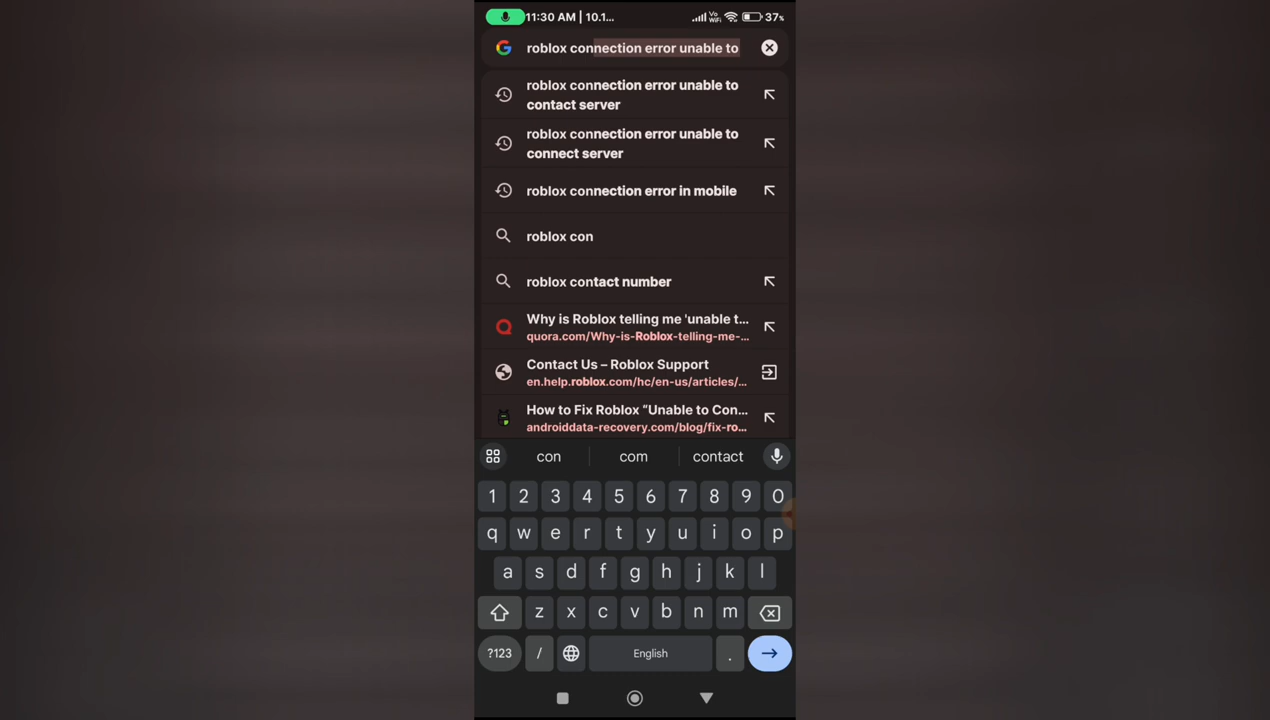 11:30 AM | 10.1... Vo WiFi 37%
roblox connection error unable to
roblox connection error unable to
contact server
roblox connection error unable to
connect server
roblox connection error in mobile
roblox con
roblox contact number
Why is Roblox telling me 'unable t...
quora.com/Why-is-Roblox-telling-me-...
Contact Us – Roblox Support
en.help.roblox.com/hc/en-us/articles/...
How to Fix Roblox “Unable to Con...
androiddata-recovery.com/blog/fix-ro...
con com contact
1 2 3 4 5 6 7 8 9 0
q w e r t y u i o p
a s d f g h j k l
z x c v b n m
?123 / English .